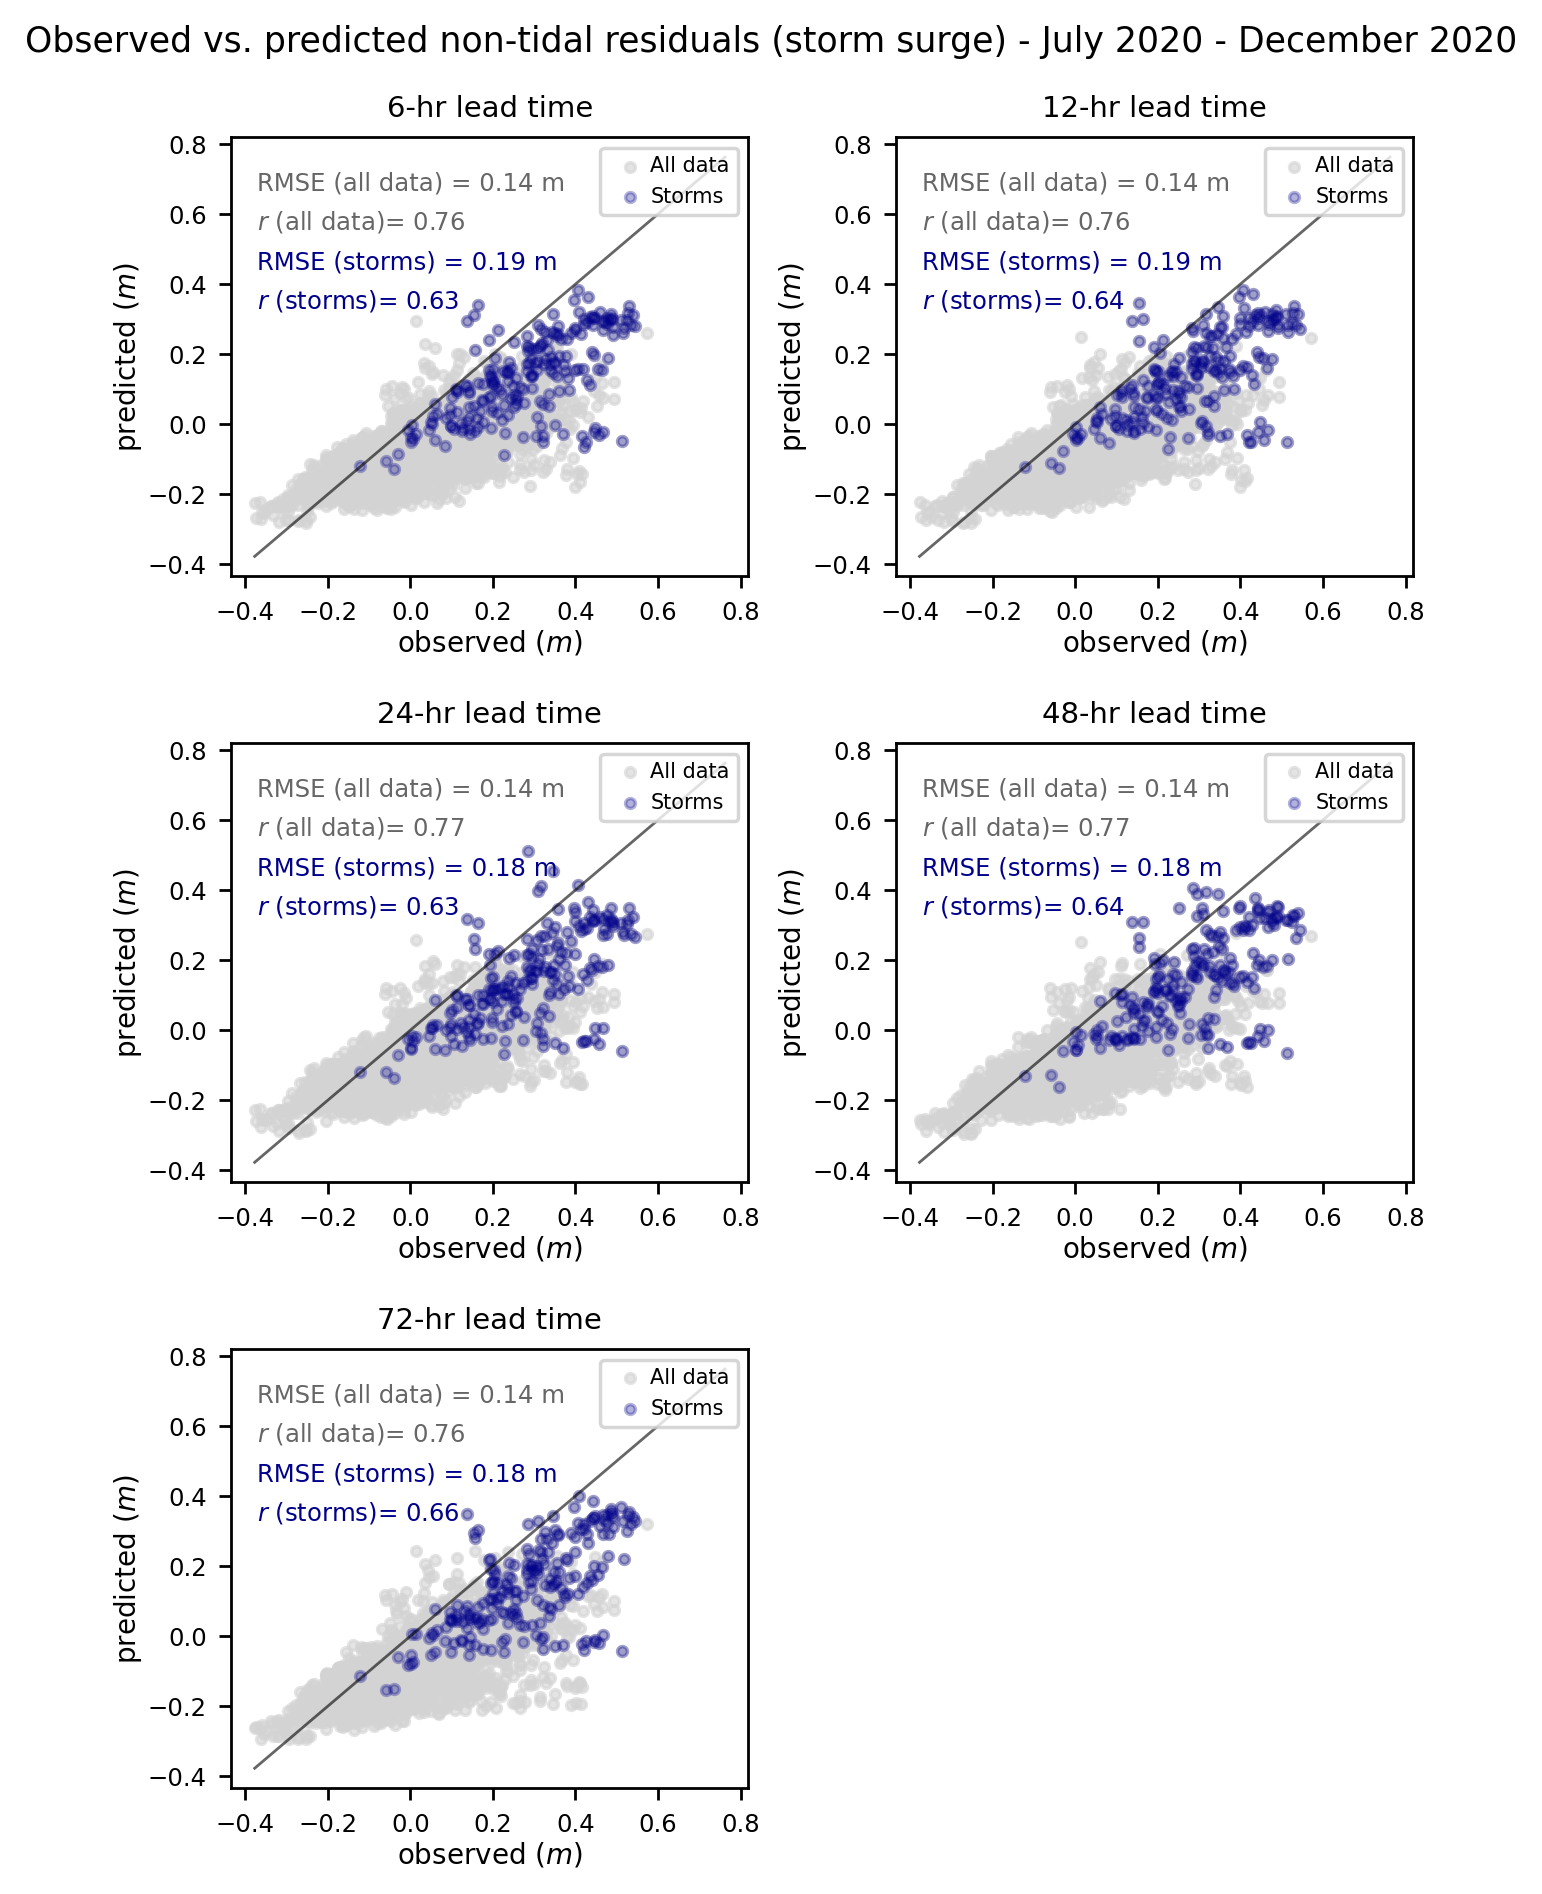 Observed vs. predicted non-tidal residuals (storm surge) - July 2020 - December 2020
6-hr lead time
0.8
0.6
0.4
0.2
0.0
−0.2
−0.4
predicted (m)
RMSE (all data) = 0.14 m
r (all data)= 0.76
RMSE (storms) = 0.19 m
r (storms)= 0.63
All data
Storms
−0.4 −0.2 0.0 0.2 0.4 0.6 0.8
observed (m)
12-hr lead time
0.8
0.6
0.4
0.2
0.0
−0.2
−0.4
predicted (m)
RMSE (all data) = 0.14 m
r (all data)= 0.76
RMSE (storms) = 0.19 m
r (storms)= 0.64
All data
Storms
−0.4 −0.2 0.0 0.2 0.4 0.6 0.8
observed (m)
24-hr lead time
0.8
0.6
0.4
0.2
0.0
−0.2
−0.4
predicted (m)
RMSE (all data) = 0.14 m
r (all data)= 0.77
RMSE (storms) = 0.18 m
r (storms)= 0.63
All data
Storms
−0.4 −0.2 0.0 0.2 0.4 0.6 0.8
observed (m)
48-hr lead time
0.8
0.6
0.4
0.2
0.0
−0.2
−0.4
predicted (m)
RMSE (all data) = 0.14 m
r (all data)= 0.77
RMSE (storms) = 0.18 m
r (storms)= 0.64
All data
Storms
−0.4 −0.2 0.0 0.2 0.4 0.6 0.8
observed (m)
72-hr lead time
0.8
0.6
0.4
0.2
0.0
−0.2
−0.4
predicted (m)
RMSE (all data) = 0.14 m
r (all data)= 0.76
RMSE (storms) = 0.18 m
r (storms)= 0.66
All data
Storms
−0.4 −0.2 0.0 0.2 0.4 0.6 0.8
observed (m)